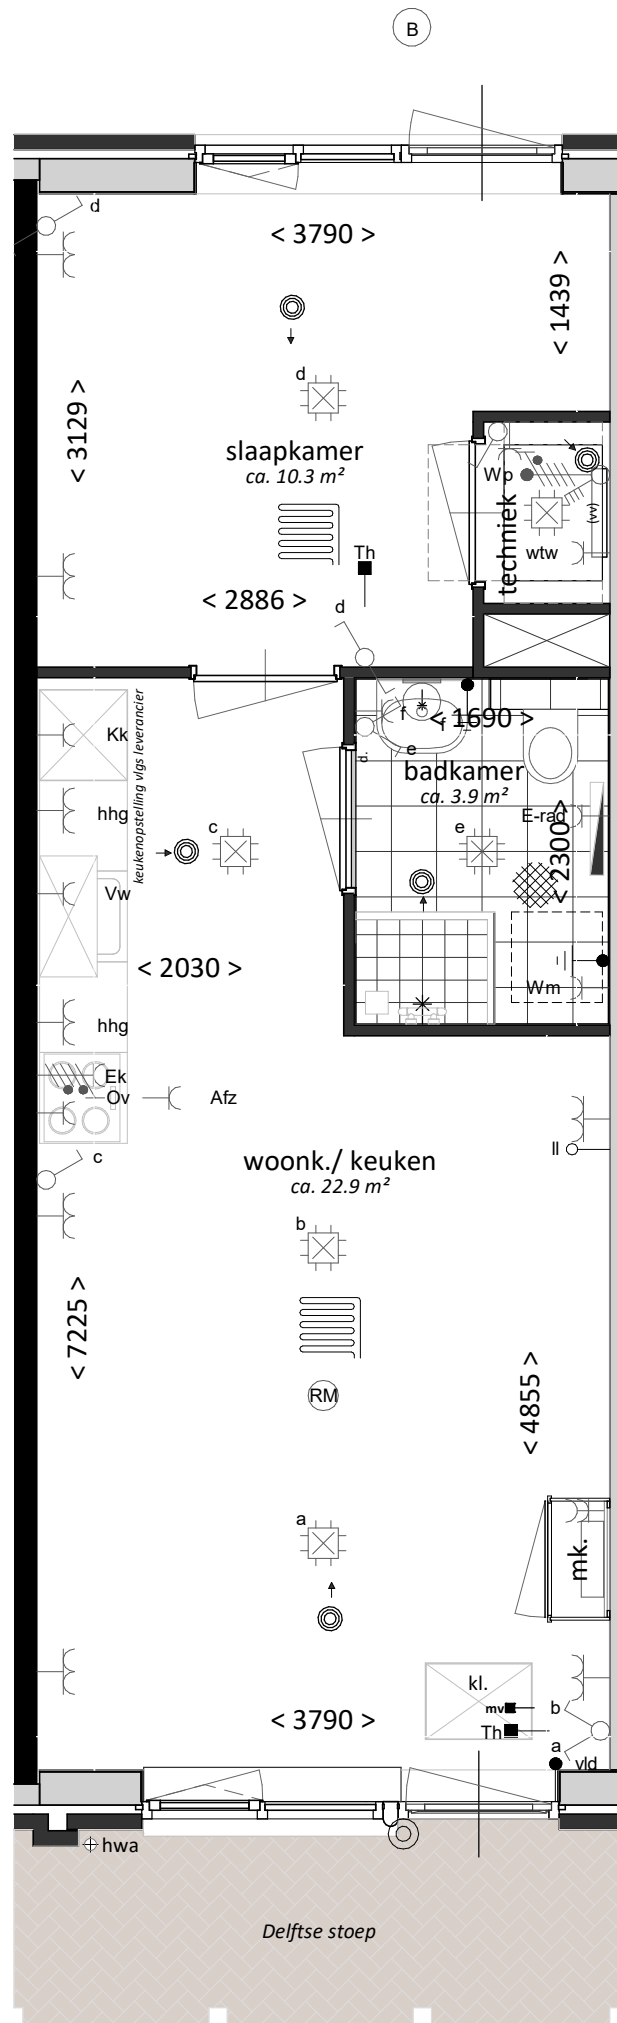 B
d
< 3790 >
< 1439 >
d
< 3129 >
slaapkamer
ca. 10.3 m²
Wp
techniek
(vv)
wtw
Th
< 2886 >
d
Kk
keukenopstelling vlgs leverancier
f
f
< 1690 >
d.
e
badkamer
ca. 3.9 m²
hhg
c
e
E-rad
< 2300 >
Vw
< 2030 >
Wm
hhg
Ek
Ov
Afz
c
ll
woonk./ keuken
ca. 22.9 m²
b
< 7225 >
RM
< 4855 >
a
mk.
kl.
mv
b
< 3790 >
Th
a
vld
hwa
Delftse stoep